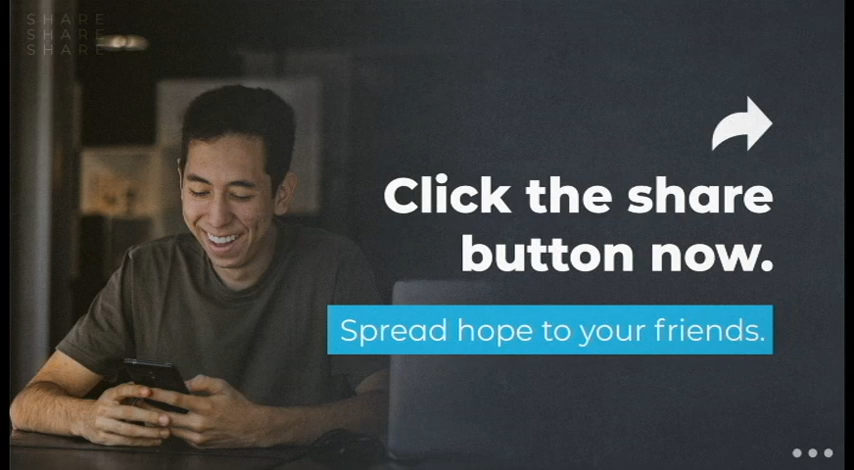 SHARE
SHARE
SHARE
Click the share
button now.
Spread hope to your friends.